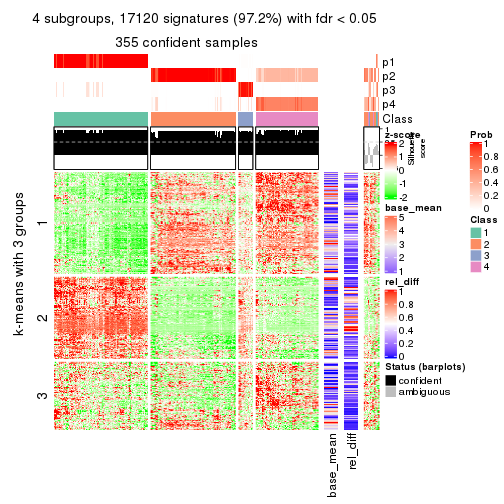 4 subgroups, 17120 signatures (97.2%) with fdr < 0.05
355 confident samples
p1
p2
p3
p4
Class
1
Silhouette
score
k-means with 3 groups
1
2
3
base_mean
rel_diff
z-score
2
1
0
-1
-2
base_mean
5
4
3
2
1
rel_diff
1
0.8
0.6
0.4
0.2
0
Status (barplots)
confident
ambiguous
Prob
1
0.8
0.6
0.4
0.2
0
Class
1
2
3
4